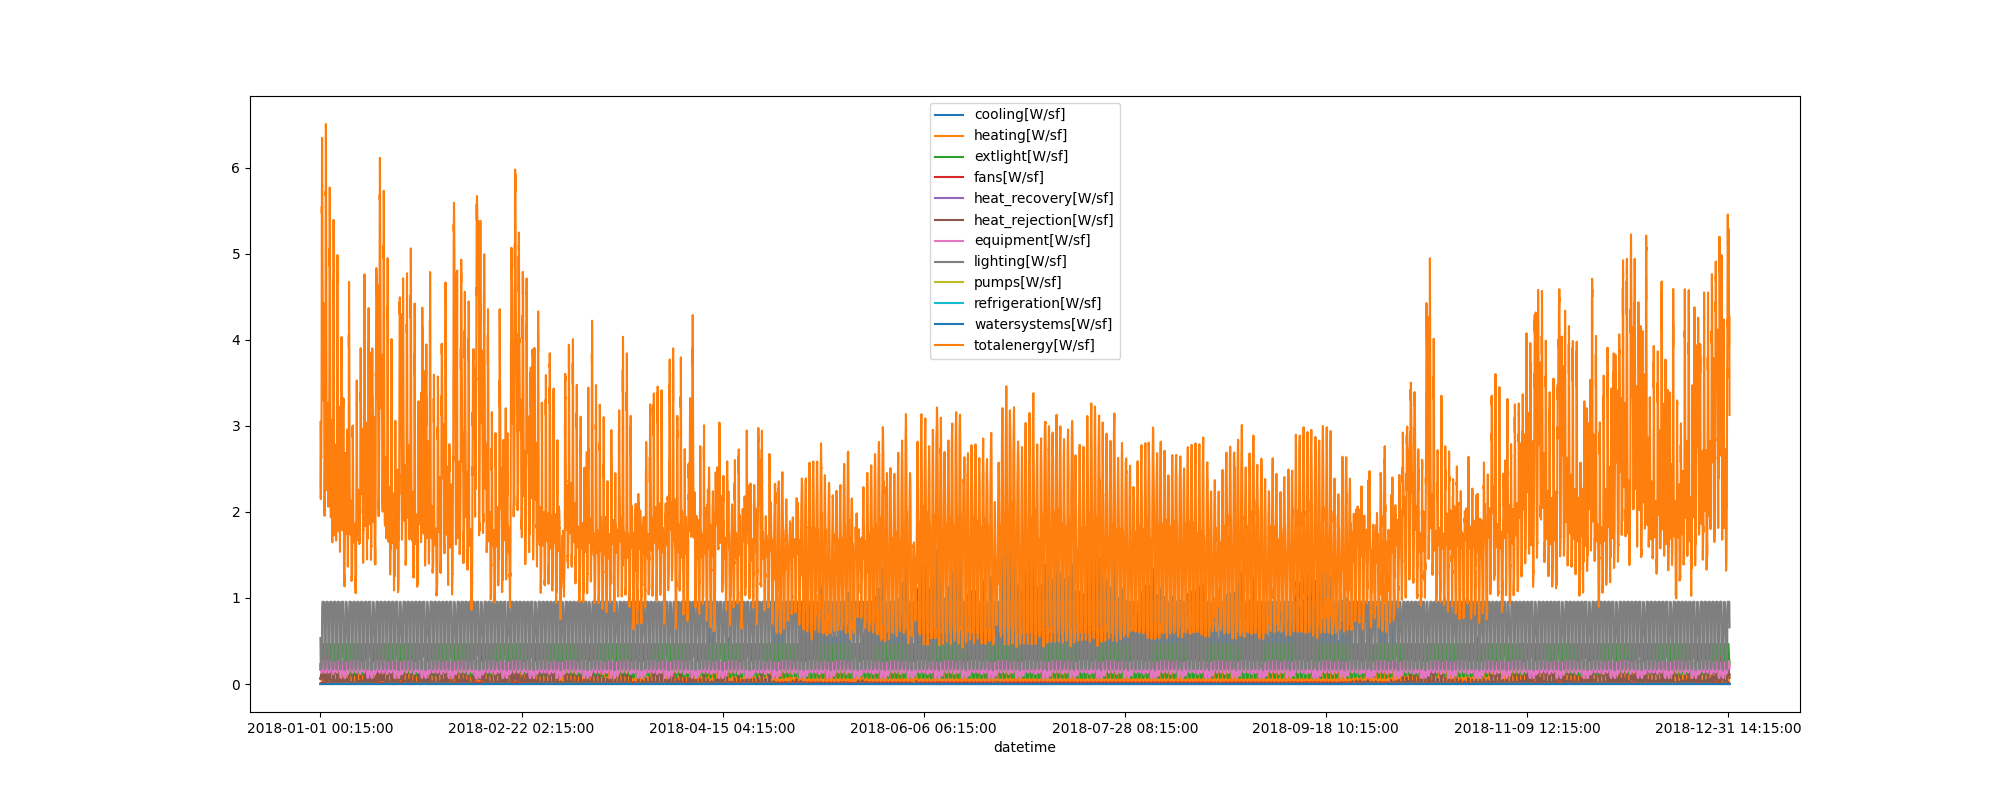 cooling[W/sf]
heating[W/sf]
extlight[W/sf]
fans[W/sf]
heat_recovery[W/sf]
heat_rejection[W/sf]
equipment[W/sf]
lighting[W/sf]
pumps[W/sf]
refrigeration[W/sf]
watersystems[W/sf]
totalenergy[W/sf]
6
5
4
3
2
1
0
2018-01-01 00:15:00 2018-02-22 02:15:00 2018-04-15 04:15:00 2018-06-06 06:15:00 2018-07-28 08:15:00 2018-09-18 10:15:00 2018-11-09 12:15:00 2018-12-31 14:15:00
datetime